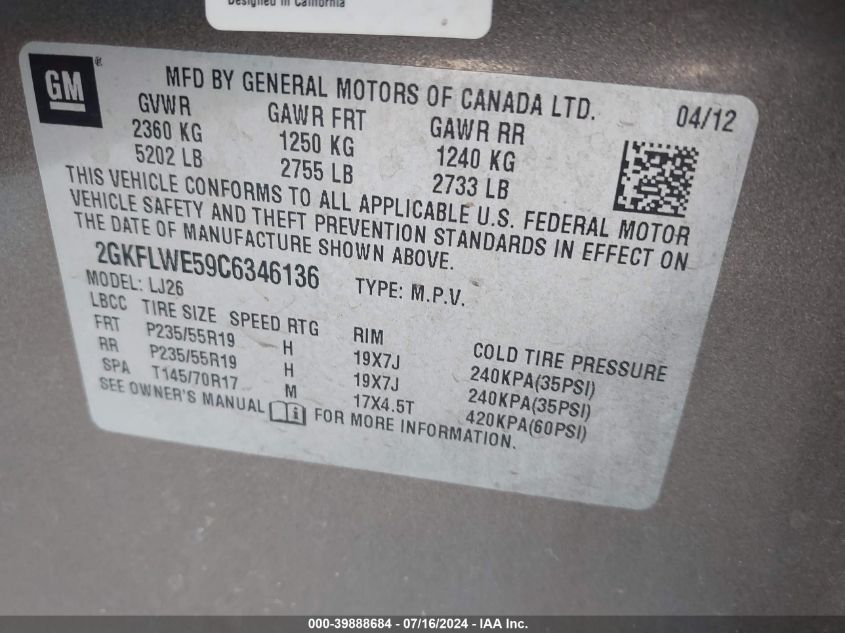 Designed in California
GM®
MFD BY GENERAL MOTORS OF CANADA LTD.
04/12
GVWR GAWR FRT GAWR RR
2360 KG 1250 KG 1240 KG
5202 LB 2755 LB 2733 LB
THIS VEHICLE CONFORMS TO ALL APPLICABLE U.S. FEDERAL MOTOR
VEHICLE SAFETY AND THEFT PREVENTION STANDARDS IN EFFECT ON
THE DATE OF MANUFACTURE SHOWN ABOVE.
2GKFLWE59C6346136 TYPE: M.P.V.
MODEL: LJ26
LBCC TIRE SIZE SPEED RTG RIM COLD TIRE PRESSURE
FRT P235/55R19 H 19X7J 240KPA(35PSI)
RR P235/55R19 H 19X7J 240KPA(35PSI)
SPA T145/70R17 M 17X4.5T 420KPA(60PSI)
SEE OWNER'S MANUAL FOR MORE INFORMATION.
000-39888684 - 07/16/2024 - IAA Inc.